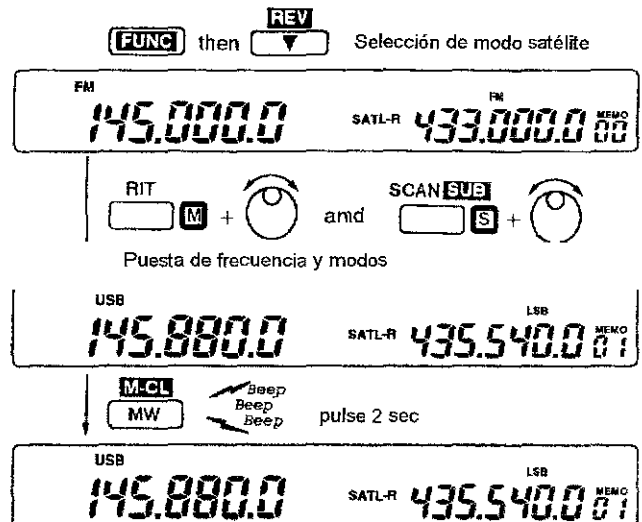 REV
FUNC then ▼ Selección de modo satélite
FM FM
145.000.0 SATL-R 433.000.0 MEMO 00
RIT SCAN SUB
M + amd S +
Puesta de frecuencia y modos
USB LSB
145.880.0 SATL-R 435.540.0 MEMO 01
M-CL Beep
MW Beep pulse 2 sec
Beep
USB LSB
145.880.0 SATL-R 435.540.0 MEMO 01